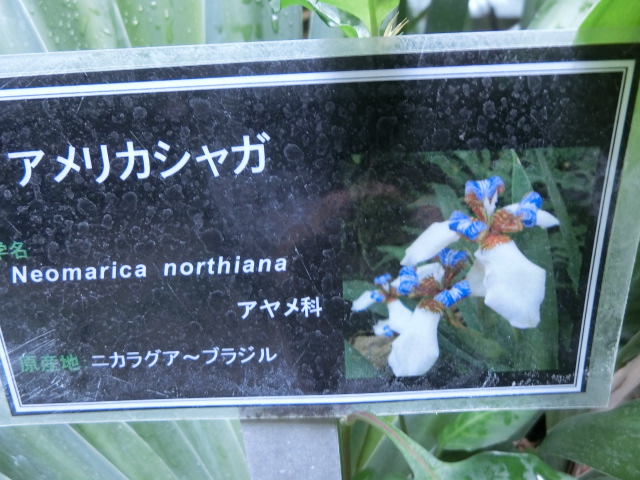 アメリカシャガ
学名
Neomarica northiana
アヤメ科
原産地 ニカラグア～ブラジル